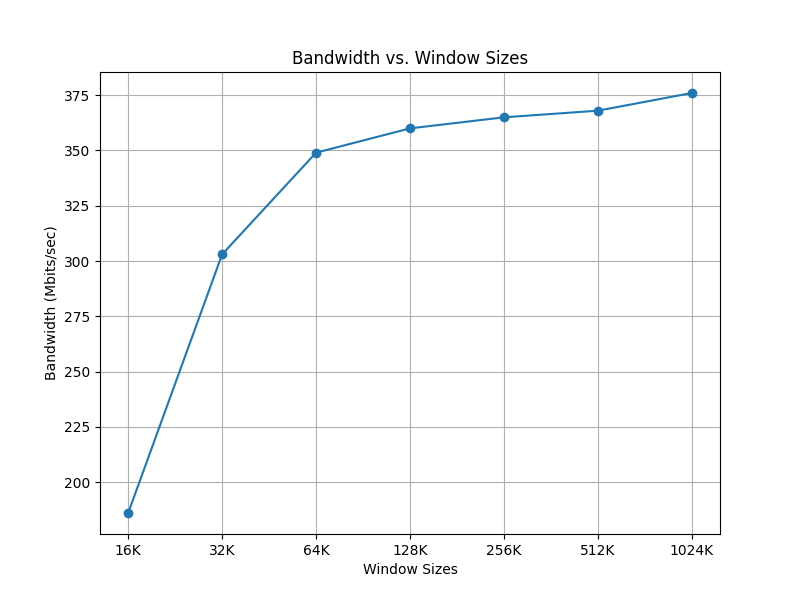 Bandwidth vs. Window Sizes
375
350
325
300
275
250
225
200
Bandwidth (Mbits/sec)
16K 32K 64K 128K 256K 512K 1024K
Window Sizes